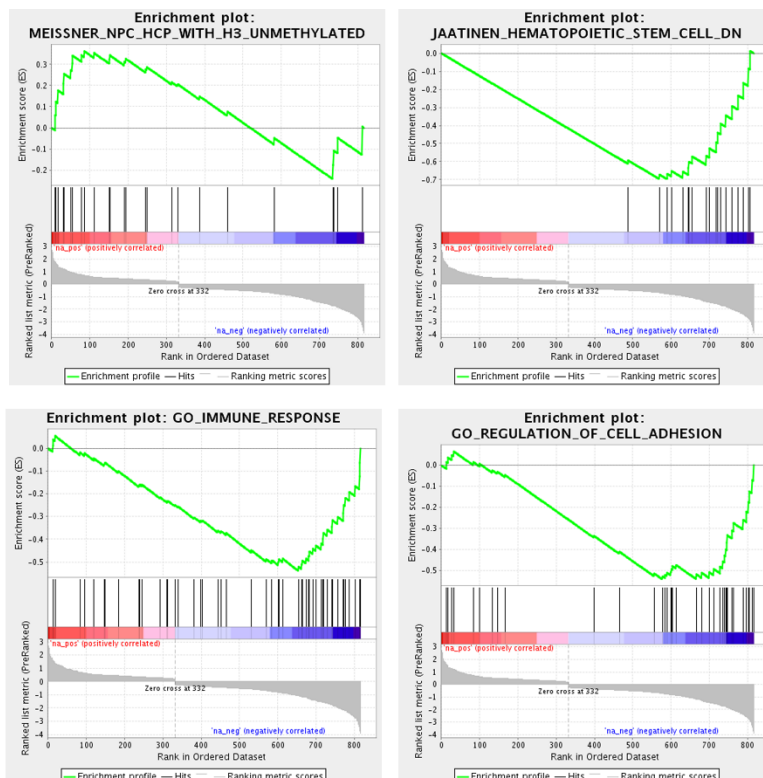 Enrichment plot:
MEISSNER_NPC_HCP_WITH_H3_UNMETHYLATED
Enrichment score (ES)
0.3
0.2
0.1
0.0
-0.1
-0.2
Ranked list metric (PreRanked)
3
2
1
0
-1
-2
-3
-4
'na_pos' (positively correlated)
Zero cross at 332
'na_neg' (negatively correlated)
0 100 200 300 400 500 600 700 800
Rank in Ordered Dataset
Enrichment profile Hits Ranking metric scores
Enrichment plot:
JAATINEN_HEMATOPOIETIC_STEM_CELL_DN
Enrichment score (ES)
0.0
-0.1
-0.2
-0.3
-0.4
-0.5
-0.6
-0.7
Ranked list metric (PreRanked)
3
2
1
0
-1
-2
-3
-4
'na_pos' (positively correlated)
Zero cross at 332
'na_neg' (negatively correlated)
0 100 200 300 400 500 600 700 800
Rank in Ordered Dataset
Enrichment profile Hits Ranking metric scores
Enrichment plot: GO_IMMUNE_RESPONSE
Enrichment score (ES)
0.0
-0.1
-0.2
-0.3
-0.4
-0.5
Ranked list metric (PreRanked)
3
2
1
0
-1
-2
-3
-4
'na_pos' (positively correlated)
Zero cross at 332
'na_neg' (negatively correlated)
0 100 200 300 400 500 600 700 800
Rank in Ordered Dataset
Enrichment profile Hits Ranking metric scores
Enrichment plot:
GO_REGULATION_OF_CELL_ADHESION
Enrichment score (ES)
0.0
-0.1
-0.2
-0.3
-0.4
-0.5
Ranked list metric (PreRanked)
3
2
1
0
-1
-2
-3
-4
'na_pos' (positively correlated)
Zero cross at 332
'na_neg' (negatively correlated)
0 100 200 300 400 500 600 700 800
Rank in Ordered Dataset
Enrichment profile Hits Ranking metric scores